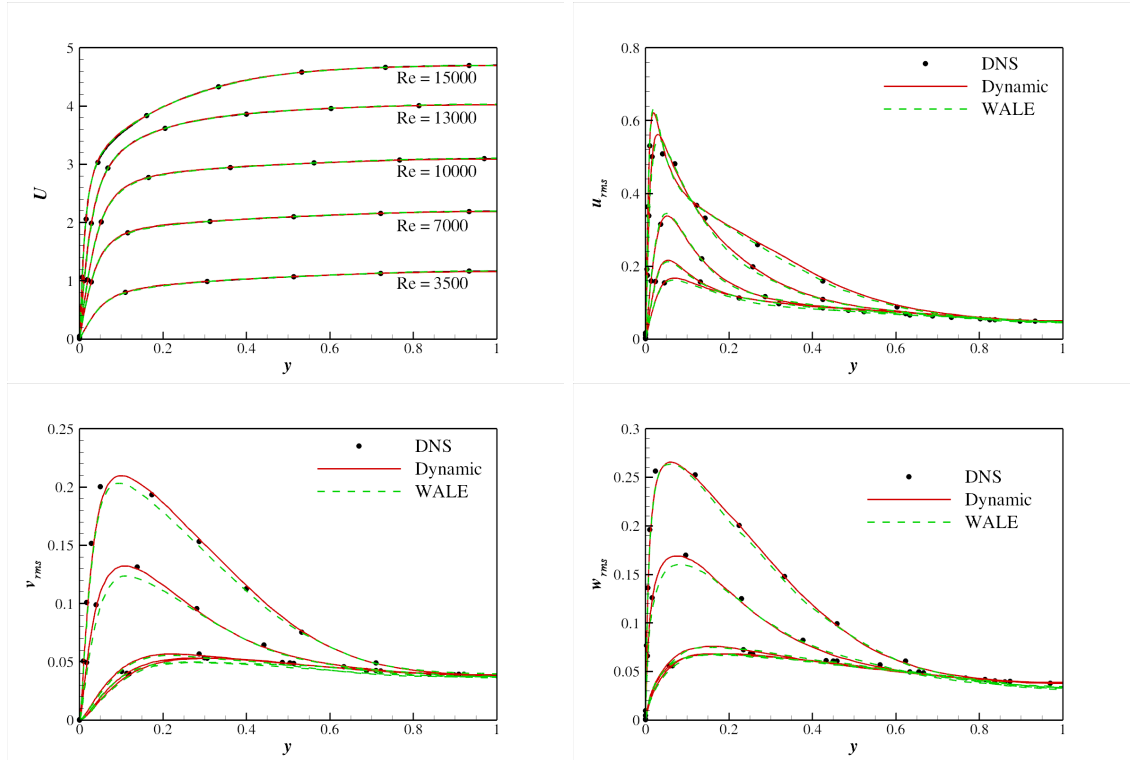 5
4
3
2
1
0
U
Re = 15000
Re = 13000
Re = 10000
Re = 7000
Re = 3500
0 0.2 0.4 0.6 0.8 1
y
0.8
0.6
0.4
0.2
0
u rms
DNS
Dynamic
WALE
0 0.2 0.4 0.6 0.8 1
y
0.25
0.2
0.15
0.1
0.05
0
v rms
DNS
Dynamic
WALE
0 0.2 0.4 0.6 0.8 1
y
0.3
0.25
0.2
0.15
0.1
0.05
0
w rms
DNS
Dynamic
WALE
0 0.2 0.4 0.6 0.8 1
y